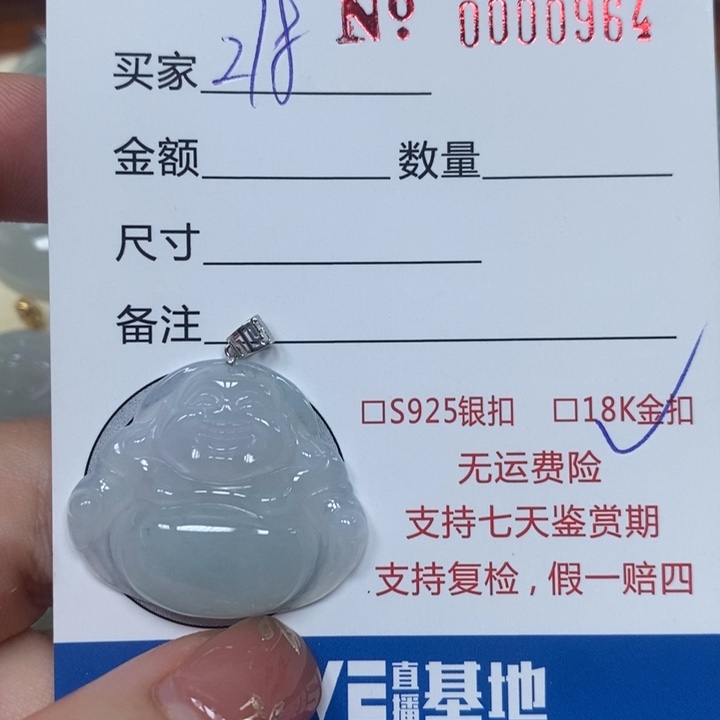 No 0000964
买家 218
金额 数量
尺寸
备注
□S925银扣 □18K金扣
无运费险
支持七天鉴赏期
支持复检,假一赔四
VE 直播 基地